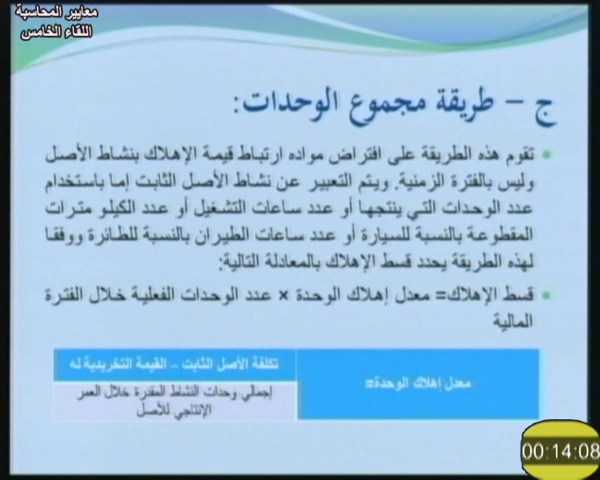 معايير المحاسبة
اللقاء الخامس
ج – طريقة مجموع الوحدات:
• تقوم هذه الطريقة على افتراض مواده ارتباط قيمة الإهلاك بنشاط الأصل
وليس بالفترة الزمنية. ويتم التعبير عن نشاط الأصل الثابت إما باستخدام
عدد الوحدات التي ينتجها أو عدد ساعات التشغيل أو عدد الكيلو مترات
المقطوعة بالنسبة للسيارة أو عدد ساعات الطيران بالنسبة للطائرة ووفقا
لهذه الطريقة يحدد قسط الإهلاك بالمعادلة التالية:
• قسط الإهلاك= معدل إهلاك الوحدة × عدد الوحدات الفعلية خلال الفترة
المالية
معدل إهلاك الوحدة=
تكلفة الأصل الثابت – القيمة التخريدية له
إجمالي وحدات النشاط المقدرة خلال العمر
الإنتاجي للأصل
00:14:08